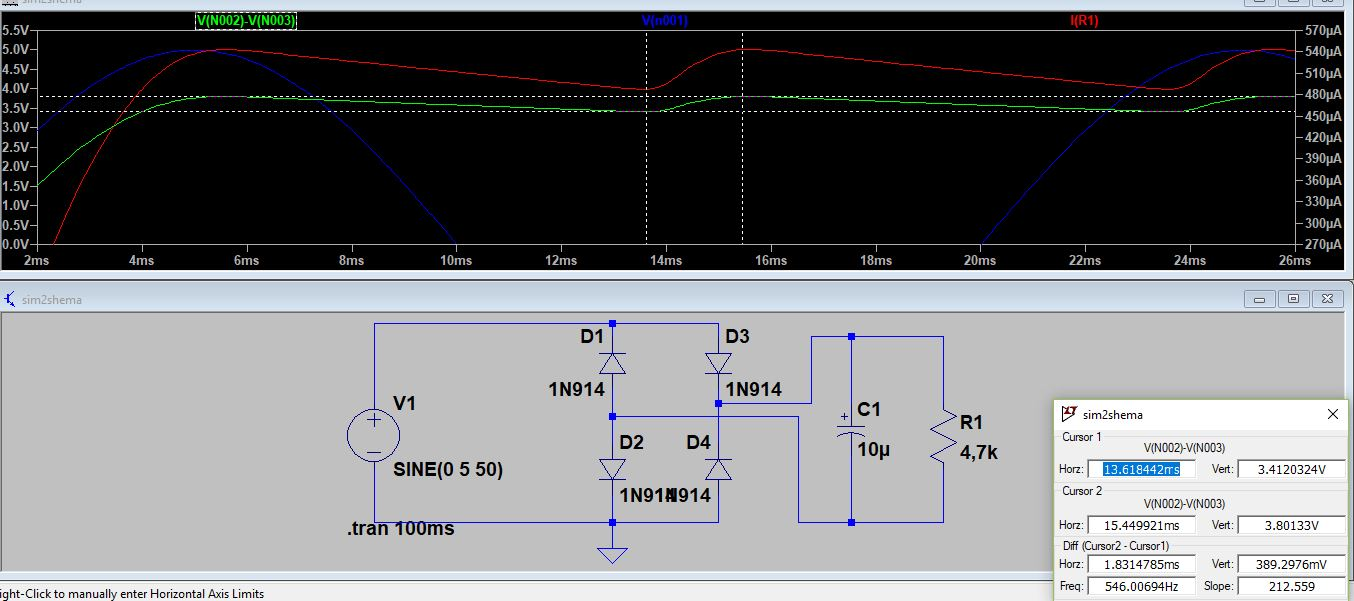 sim2shema
V(N002)-V(N003) V(n001) I(R1)
5.5V 570µA
5.0V 540µA
4.5V 510µA
4.0V 480µA
3.5V 450µA
3.0V 420µA
2.5V 390µA
2.0V 360µA
1.5V 330µA
1.0V
0.5V 300µA
0.0V 270µA
2ms 4ms 6ms 8ms 10ms 12ms 14ms 16ms 18ms 20ms 22ms 24ms 26ms
sim2shema
D1 D3
1N914 1N914
V1
SINE(0 5 50)
D2 D4
1N914 1N914
C1
10µ
R1
4,7k
.tran 100ms
sim2shema
Cursor 1
V(N002)-V(N003)
Horz: 13.618442ms Vert: 3.4120324V
Cursor 2
V(N002)-V(N003)
Horz: 15.449921ms Vert: 3.80133V
Diff (Cursor2 - Cursor1)
Horz: 1.8314785ms Vert: 389.2976mV
Freq: 546.00694Hz Slope: 212.559
ight-Click to manually enter Horizontal Axis Limits